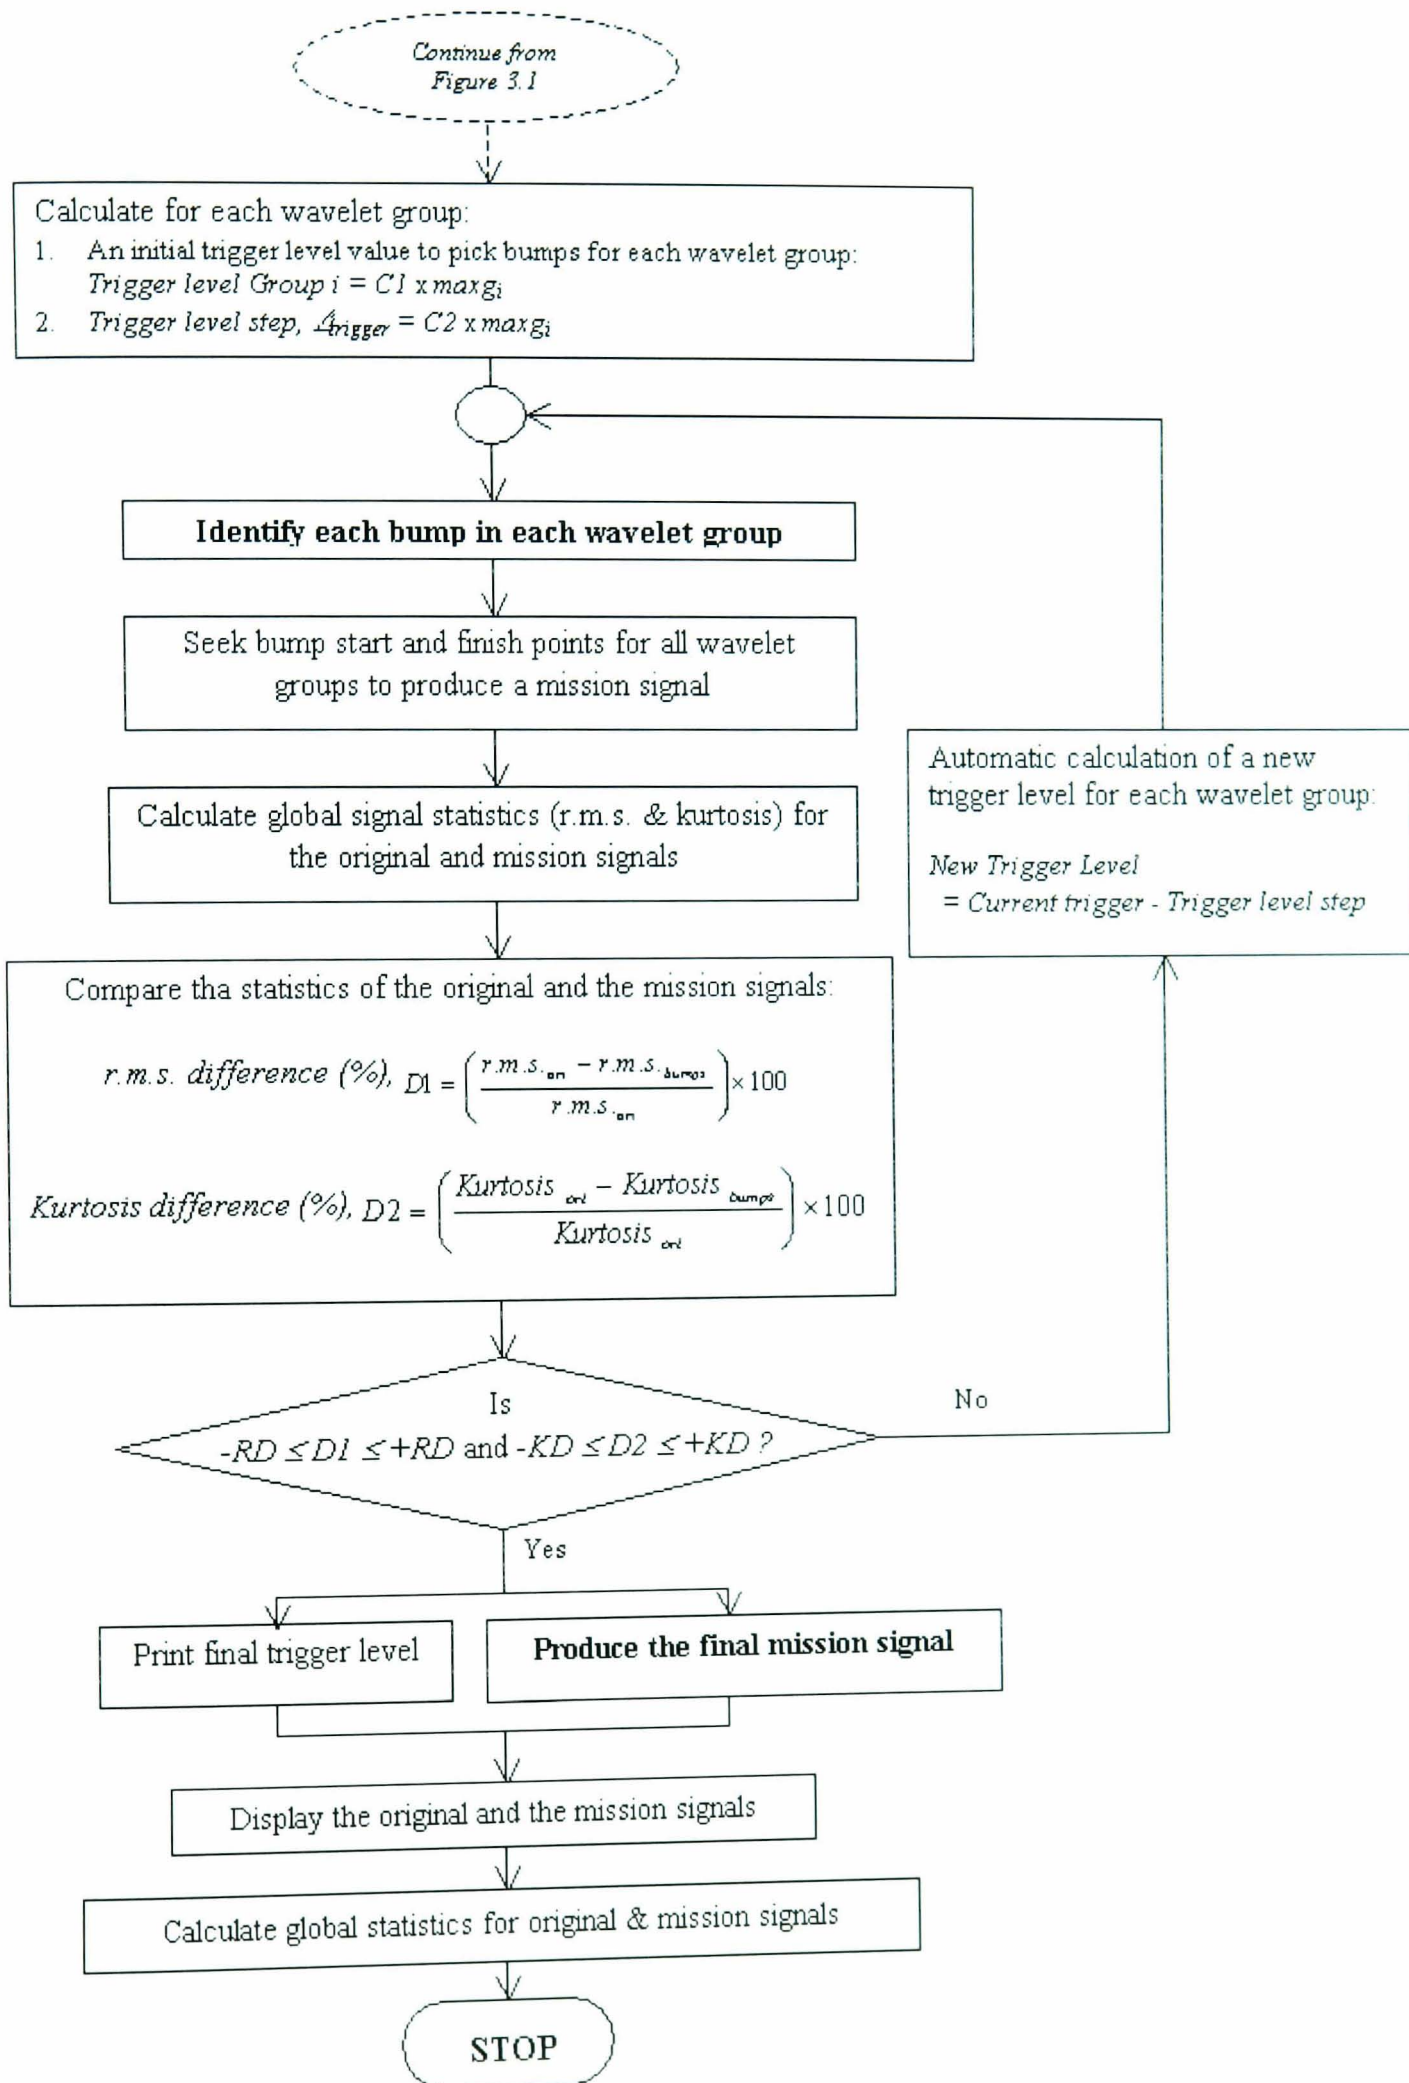 Continue from
Figure 3.1
Calculate for each wavelet group:
1. An initial trigger level value to pick bumps for each wavelet group:
Trigger level Group i = C1 x maxgᵢ
2. Trigger level step, Δtrigger = C2 x maxgᵢ
Identify each bump in each wavelet group
Seek bump start and finish points for all wavelet
groups to produce a mission signal
Calculate global signal statistics (r.m.s. & kurtosis) for
the original and mission signals
Automatic calculation of a new
trigger level for each wavelet group:
New Trigger Level
= Current trigger - Trigger level step
Compare tha statistics of the original and the mission signals:
r.m.s. difference (%), D1 = ( r.m.s.ori − r.m.s.bumps / r.m.s.ori ) × 100
Kurtosis difference (%), D2 = ( Kurtosis ori − Kurtosis bumps / Kurtosis ori ) × 100
Is
-RD ≤ D1 ≤ +RD and -KD ≤ D2 ≤ +KD ?
No
Yes
Print final trigger level
Produce the final mission signal
Display the original and the mission signals
Calculate global statistics for original & mission signals
STOP